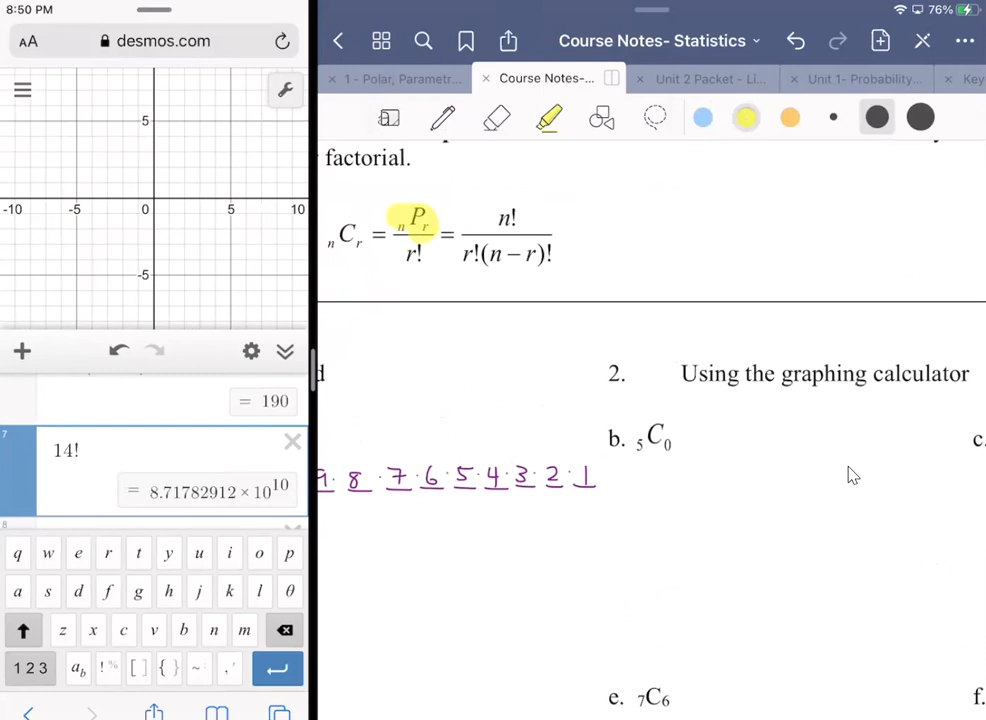 8:50 PM
76%
AA desmos.com
Course Notes- Statistics
1 - Polar, Parametr...
Course Notes-...
Unit 2 Packet - Li...
Unit 1- Probability...
Key
factorial.
nCr = nPr / r! = n! / r!(n – r)!
5
-10 -5 0 5 10
-5
= 190
7
14!
= 8.71782912 × 10^10
8
d
2. Using the graphing calculator
b. 5C0
c.
9 · 8 · 7 · 6 · 5 · 4 · 3 · 2 · 1
e. 7C6
f.
q w e r t y u i o p
a s d f g h j k l θ
z x c v b n m
1 2 3 ab !% [ ] { } ~: ,'